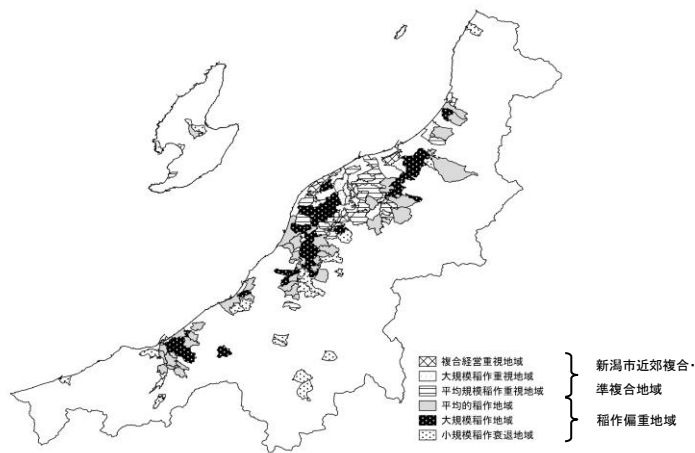 複合経営重視地域
大規模稲作重視地域
平均規模稲作重視地域
平均的稲作地域
大規模稲作地域
小規模稲作衰退地域
新潟市近郊複合・
準複合地域
稲作偏重地域